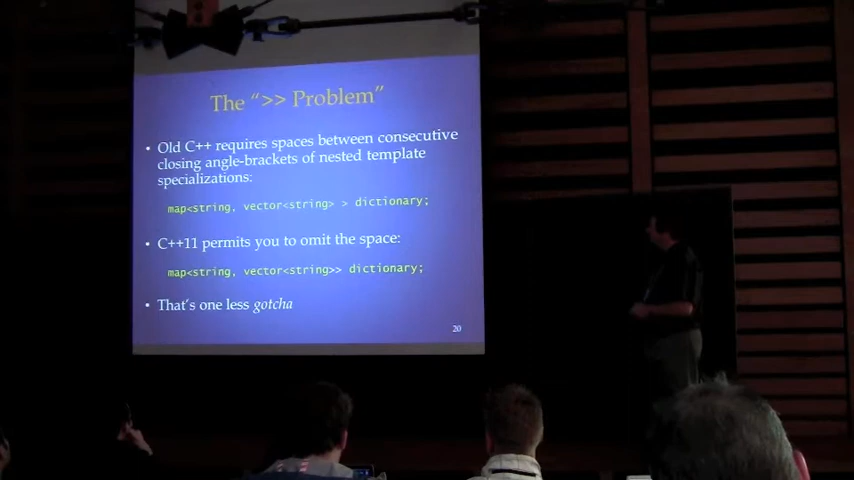 The “>> Problem”
• Old C++ requires spaces between consecutive
closing angle-brackets of nested template
specializations:
map<string, vector<string> > dictionary;
• C++11 permits you to omit the space:
map<string, vector<string>> dictionary;
• That's one less gotcha
20